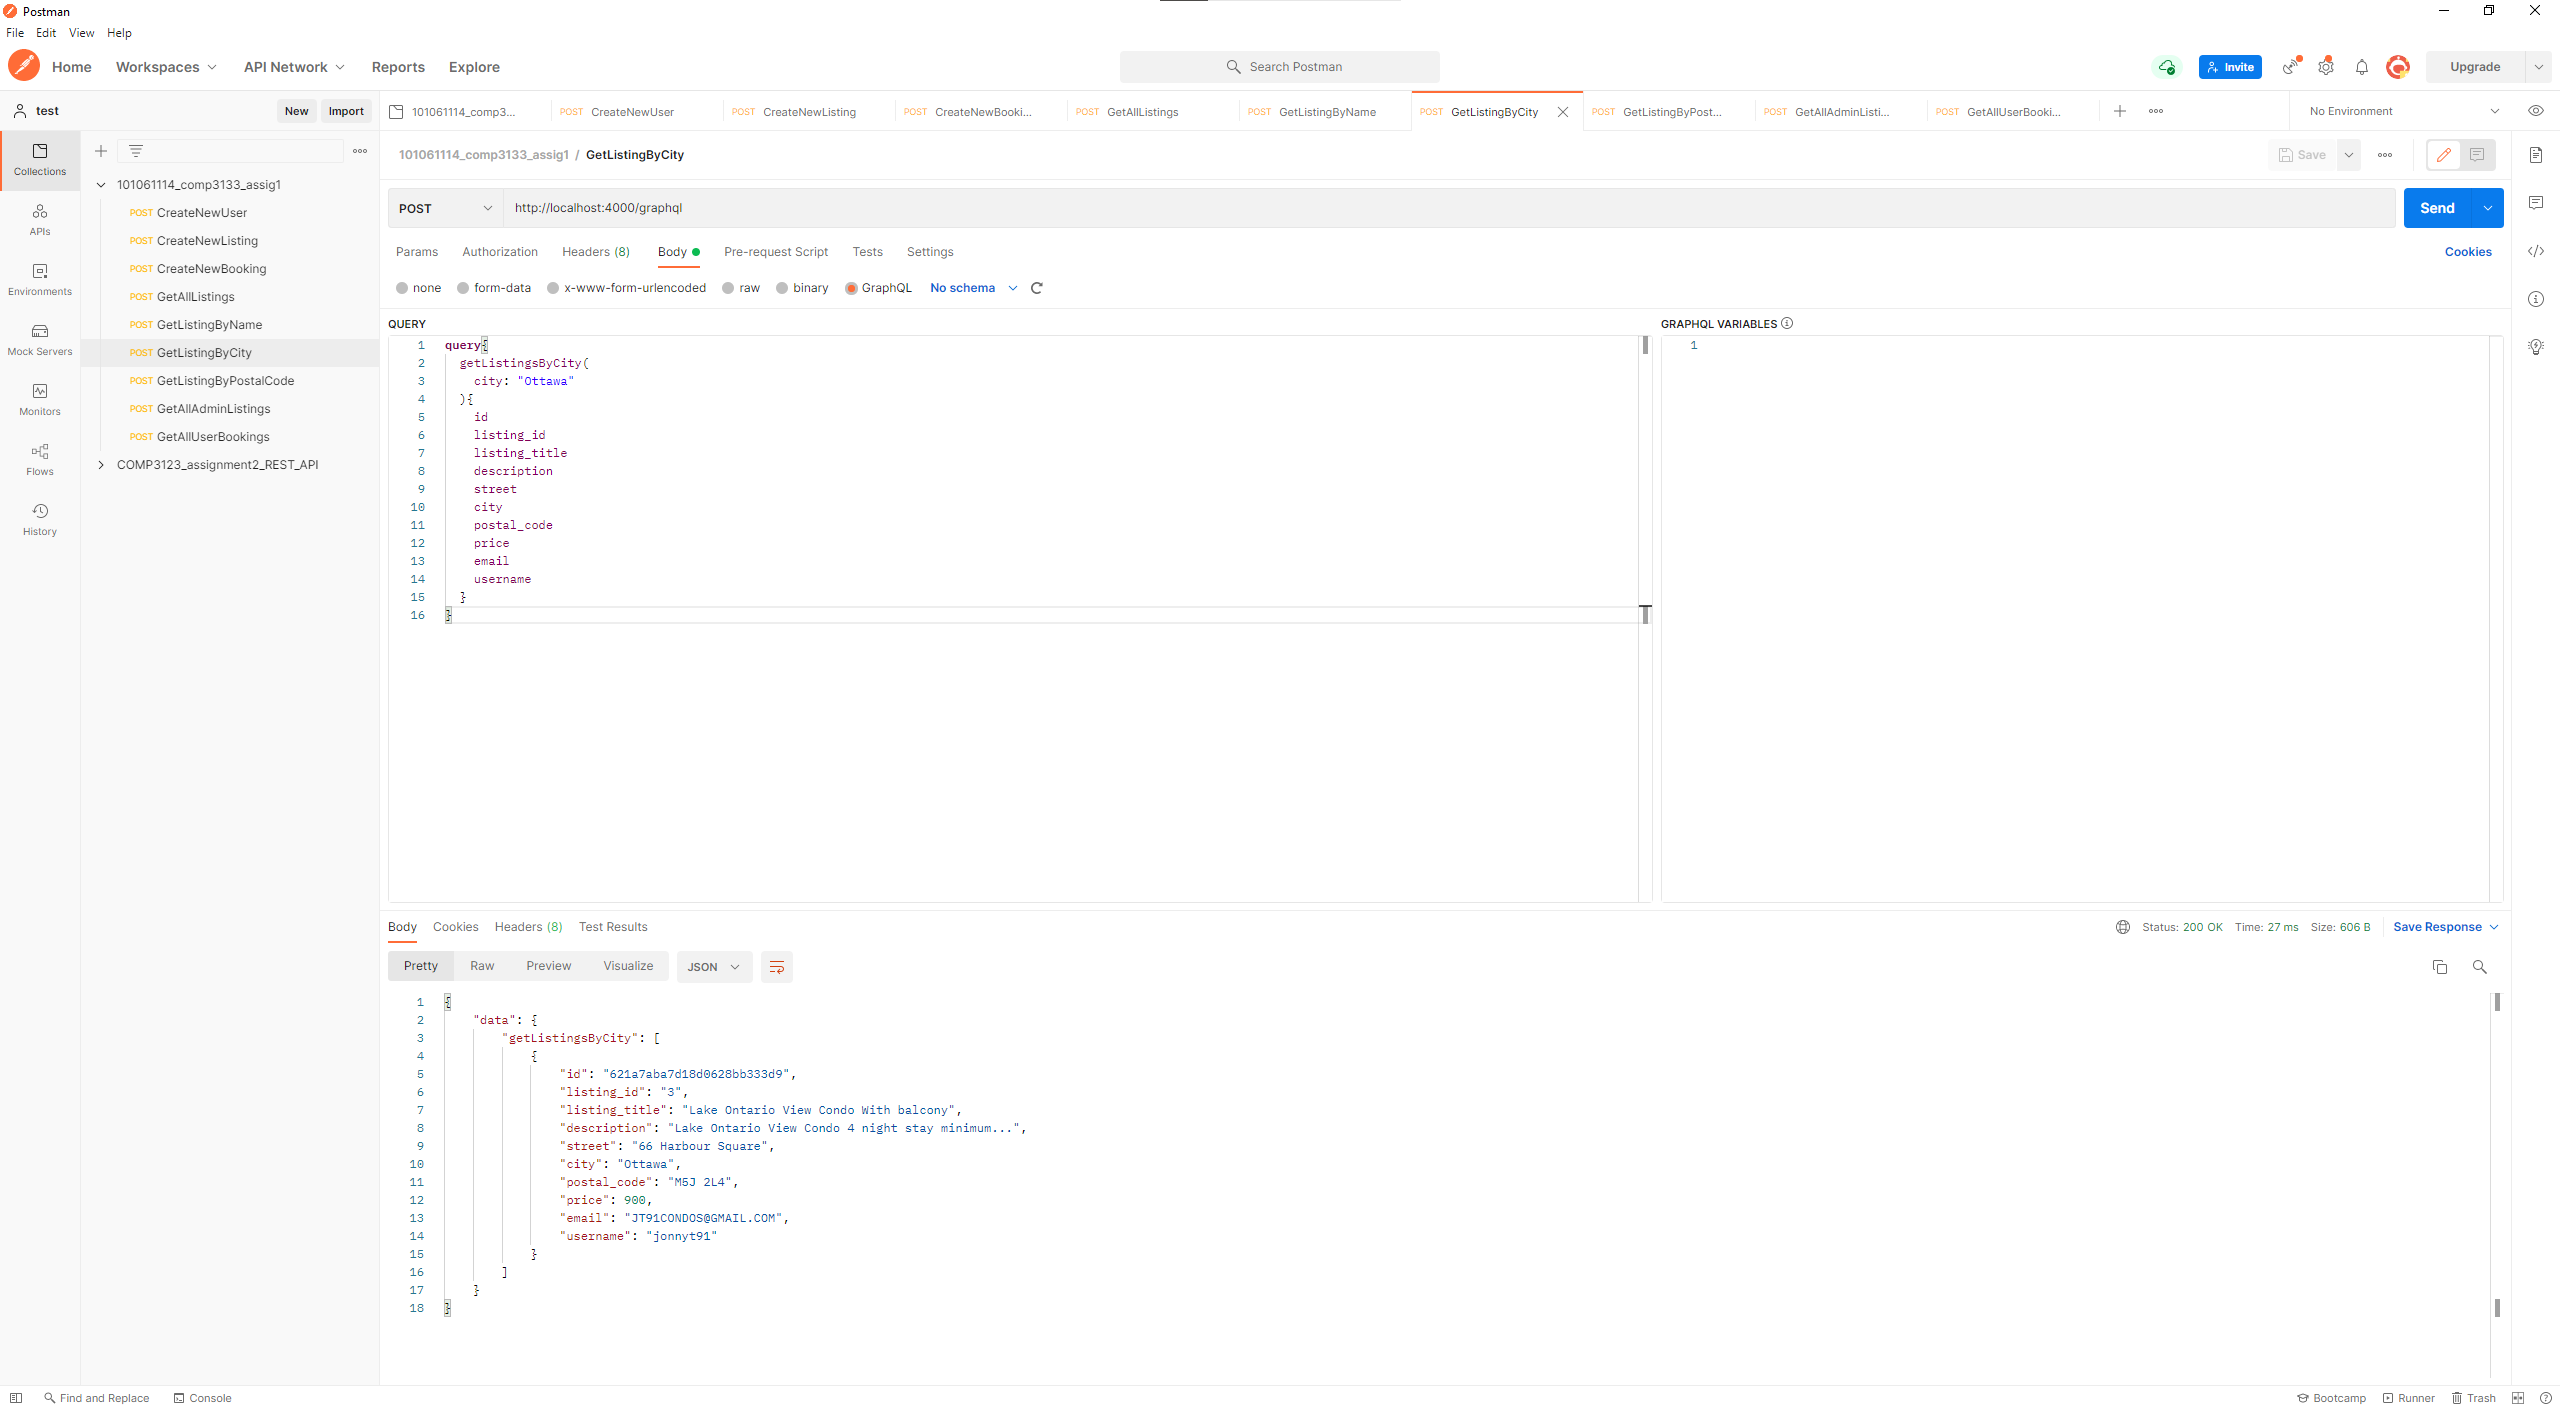 Postman
File Edit View Help
Home Workspaces API Network Reports Explore
Search Postman
Invite
Upgrade
test
New Import
101061114_comp3...
POST CreateNewUser
POST CreateNewListing
POST CreateNewBooki...
POST GetAllListings
POST GetListingByName
POST GetListingByCity
POST GetListingByPost...
POST GetAllAdminListi...
POST GetAllUserBooki...
No Environment
Collections
APIs
Environments
Mock Servers
Monitors
Flows
History
101061114_comp3133_assig1
POST CreateNewUser
POST CreateNewListing
POST CreateNewBooking
POST GetAllListings
POST GetListingByName
POST GetListingByCity
POST GetListingByPostalCode
POST GetAllAdminListings
POST GetAllUserBookings
COMP3123_assignment2_REST_API
101061114_comp3133_assig1 / GetListingByCity
Save
POST http://localhost:4000/graphql
Send
Params Authorization Headers (8) Body Pre-request Script Tests Settings
Cookies
none form-data x-www-form-urlencoded raw binary GraphQL No schema
QUERY
1 query{
2 getListingsByCity(
3 city: "Ottawa"
4 ){
5 id
6 listing_id
7 listing_title
8 description
9 street
10 city
11 postal_code
12 price
13 email
14 username
15 }
16 }
GRAPHQL VARIABLES
1
Body Cookies Headers (8) Test Results
Status: 200 OK Time: 27 ms Size: 606 B Save Response
Pretty Raw Preview Visualize JSON
1 {
2 "data": {
3 "getListingsByCity": [
4 {
5 "id": "621a7aba7d18d0628bb333d9",
6 "listing_id": "3",
7 "listing_title": "Lake Ontario View Condo With balcony",
8 "description": "Lake Ontario View Condo 4 night stay minimum...",
9 "street": "66 Harbour Square",
10 "city": "Ottawa",
11 "postal_code": "M5J 2L4",
12 "price": 900,
13 "email": "JT91CONDOS@GMAIL.COM",
14 "username": "jonnyt91"
15 }
16 ]
17 }
18 }
Find and Replace Console
Bootcamp Runner Trash